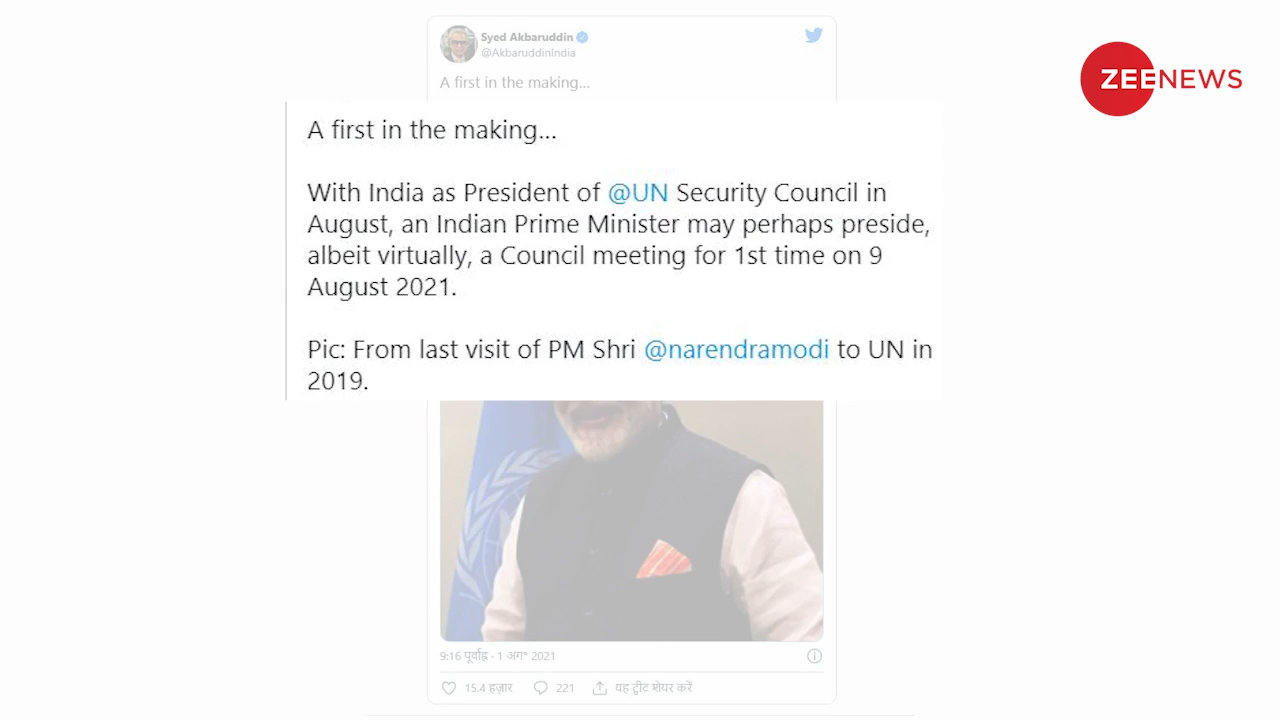 Syed Akbaruddin
@AkbaruddinIndia
A first in the making...
ZEENEWS
A first in the making...
With India as President of @UN Security Council in
August, an Indian Prime Minister may perhaps preside,
albeit virtually, a Council meeting for 1st time on 9
August 2021.
Pic: From last visit of PM Shri @narendramodi to UN in
2019.
9:16 पूर्वाह्न · 1 अग॰ 2021
15.4 हज़ार 221 यह ट्वीट शेयर करें